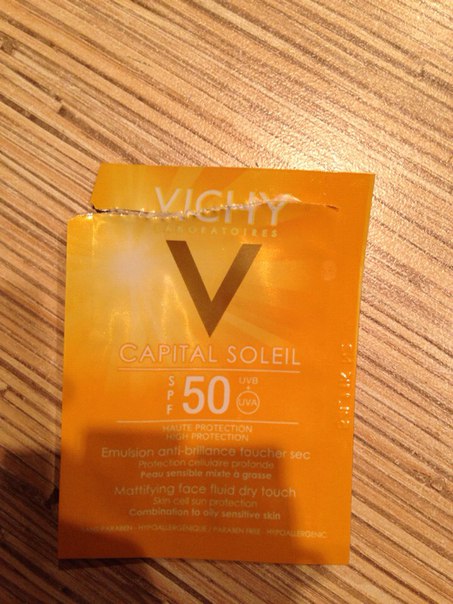 VICHY
LABORATOIRES
V
CAPITAL SOLEIL
SPF 50 UVB + UVA
HAUTE PROTECTION
HIGH PROTECTION
Emulsion anti-brillance toucher sec
Protection cellulaire profonde
Peau sensible mixte à grasse
Mattifying face fluid dry touch
Skin-cell sun protection
Combination to oily sensitive skin
SANS PARABEN - HYPOALLERGÉNIQUE - PARABEN FREE - HYPOALLERGENIC